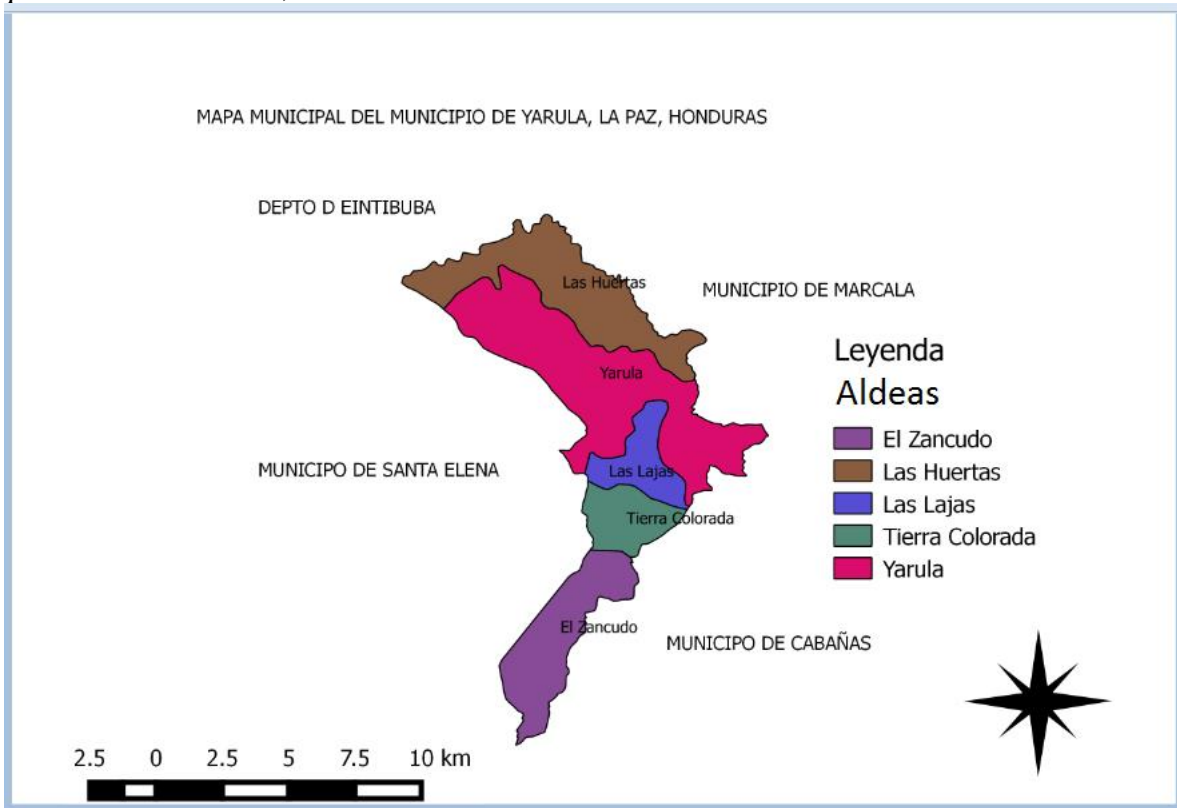 MAPA MUNICIPAL DEL MUNICIPIO DE YARULA, LA PAZ, HONDURAS
DEPTO D EINTIBUBA
Las Huertas
MUNICIPIO DE MARCALA
Yarula
MUNICIPO DE SANTA ELENA
Las Lajas
Tierra Colorada
El Zancudo
MUNICIPO DE CABAÑAS
Leyenda
Aldeas
El Zancudo
Las Huertas
Las Lajas
Tierra Colorada
Yarula
2.5 0 2.5 5 7.5 10 km